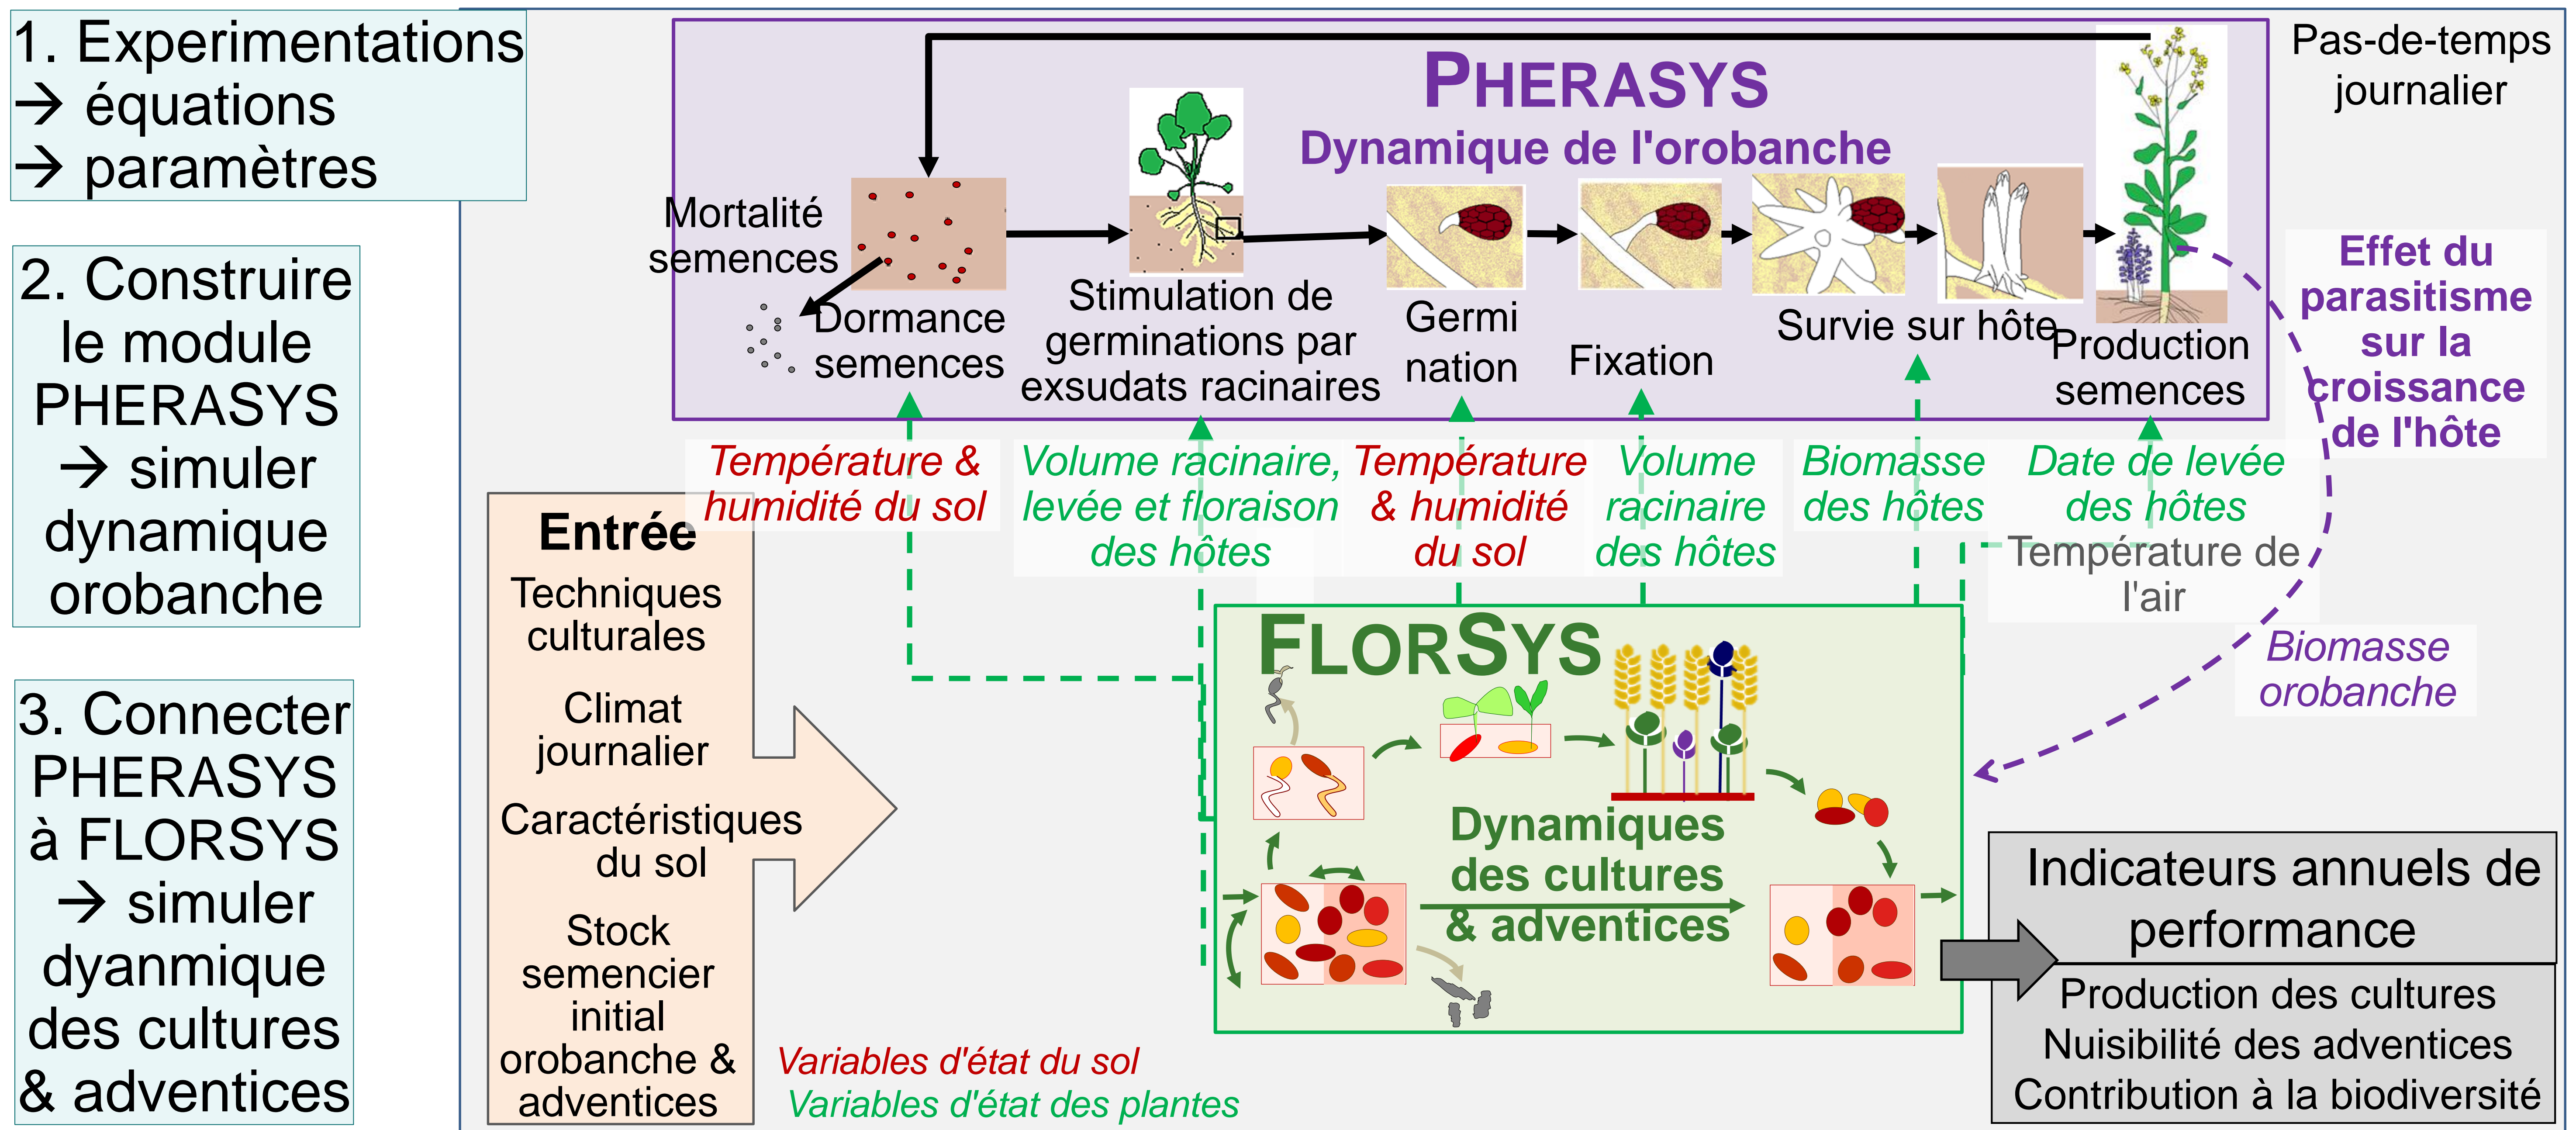 1. Experimentations
→ équations
→ paramètres
2. Construire
le module
PHERASYS
→ simuler
dynamique
orobanche
3. Connecter
PHERASYS
à FLORSYS
→ simuler
dyanmique
des cultures
& adventices
PHERASYS
Dynamique de l'orobanche
Pas-de-temps
journalier
Mortalité
semences
Dormance
semences
Stimulation de
germinations par
exsudats racinaires
Germi
nation
Fixation
Survie sur hôte
Production
semences
Effet du
parasitisme
sur la
croissance
de l'hôte
Température &
humidité du sol
Volume racinaire,
levée et floraison
des hôtes
Température
& humidité
du sol
Volume
racinaire
des hôtes
Biomasse
des hôtes
Date de levée
des hôtes
Température de
l'air
Biomasse
orobanche
Entrée
Techniques
culturales
Climat
journalier
Caractéristiques
du sol
Stock
semencier
initial
orobanche &
adventices
FLORSYS
Dynamiques
des cultures
& adventices
Indicateurs annuels de
performance
Production des cultures
Nuisibilité des adventices
Contribution à la biodiversité
Variables d'état du sol
Variables d'état des plantes